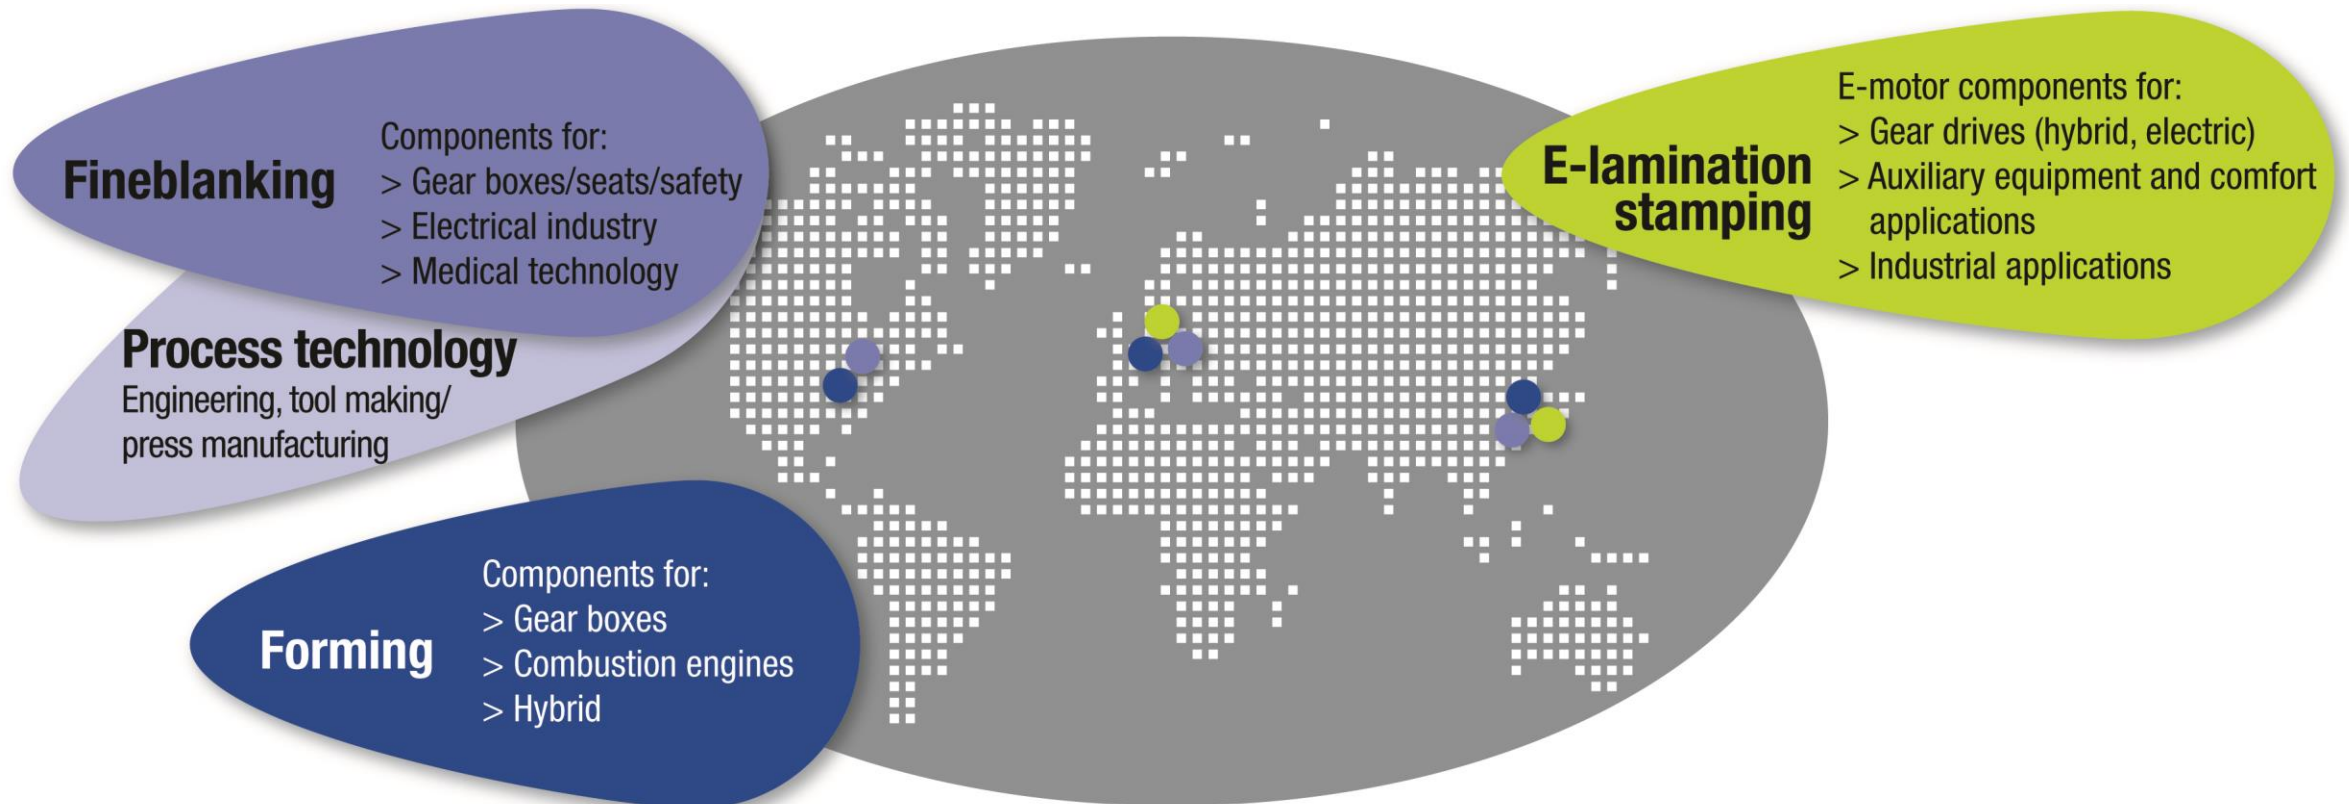 Fineblanking
Components for:
> Gear boxes/seats/safety
> Electrical industry
> Medical technology
Process technology
Engineering, tool making/
press manufacturing
Forming
Components for:
> Gear boxes
> Combustion engines
> Hybrid
E-lamination
stamping
E-motor components for:
> Gear drives (hybrid, electric)
> Auxiliary equipment and comfort
applications
> Industrial applications